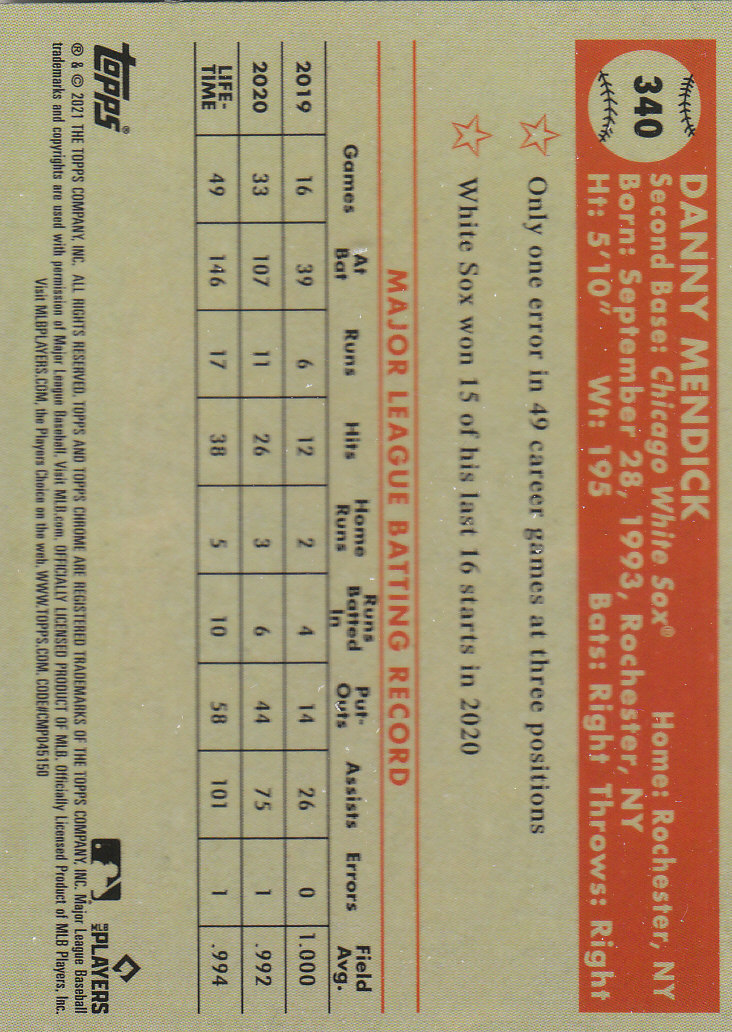 340
DANNY MENDICK
Second Base: Chicago White Sox® Home: Rochester, NY
Born: September 28, 1993, Rochester, NY
Ht: 5'10" Wt: 195 Bats: Right Throws: Right
Only one error in 49 career games at three positions
White Sox won 15 of his last 16 starts in 2020
MAJOR LEAGUE BATTING RECORD
Games At Bat Runs Hits Home Runs Runs Batted In Put-Outs Assists Errors Field Avg.
2019 16 39 6 12 2 4 14 26 0 1.000
2020 33 107 11 26 3 6 44 75 1 .992
LIFE-TIME 49 146 17 38 5 10 58 101 1 .994
topps®
MLB PLAYERS
® & © 2021 THE TOPPS COMPANY, INC. ALL RIGHTS RESERVED. TOPPS AND TOPPS CHROME ARE REGISTERED TRADEMARKS OF THE TOPPS COMPANY, INC. Major League Baseball
trademarks and copyrights are used with permission of Major League Baseball. Visit MLB.com. OFFICIALLY LICENSED PRODUCT OF MLB. Officially Licensed Product of MLB Players, Inc.
Visit MLBPLAYERS.COM, the Players Choice on the web. WWW.TOPPS.COM. CODE#CMP045150